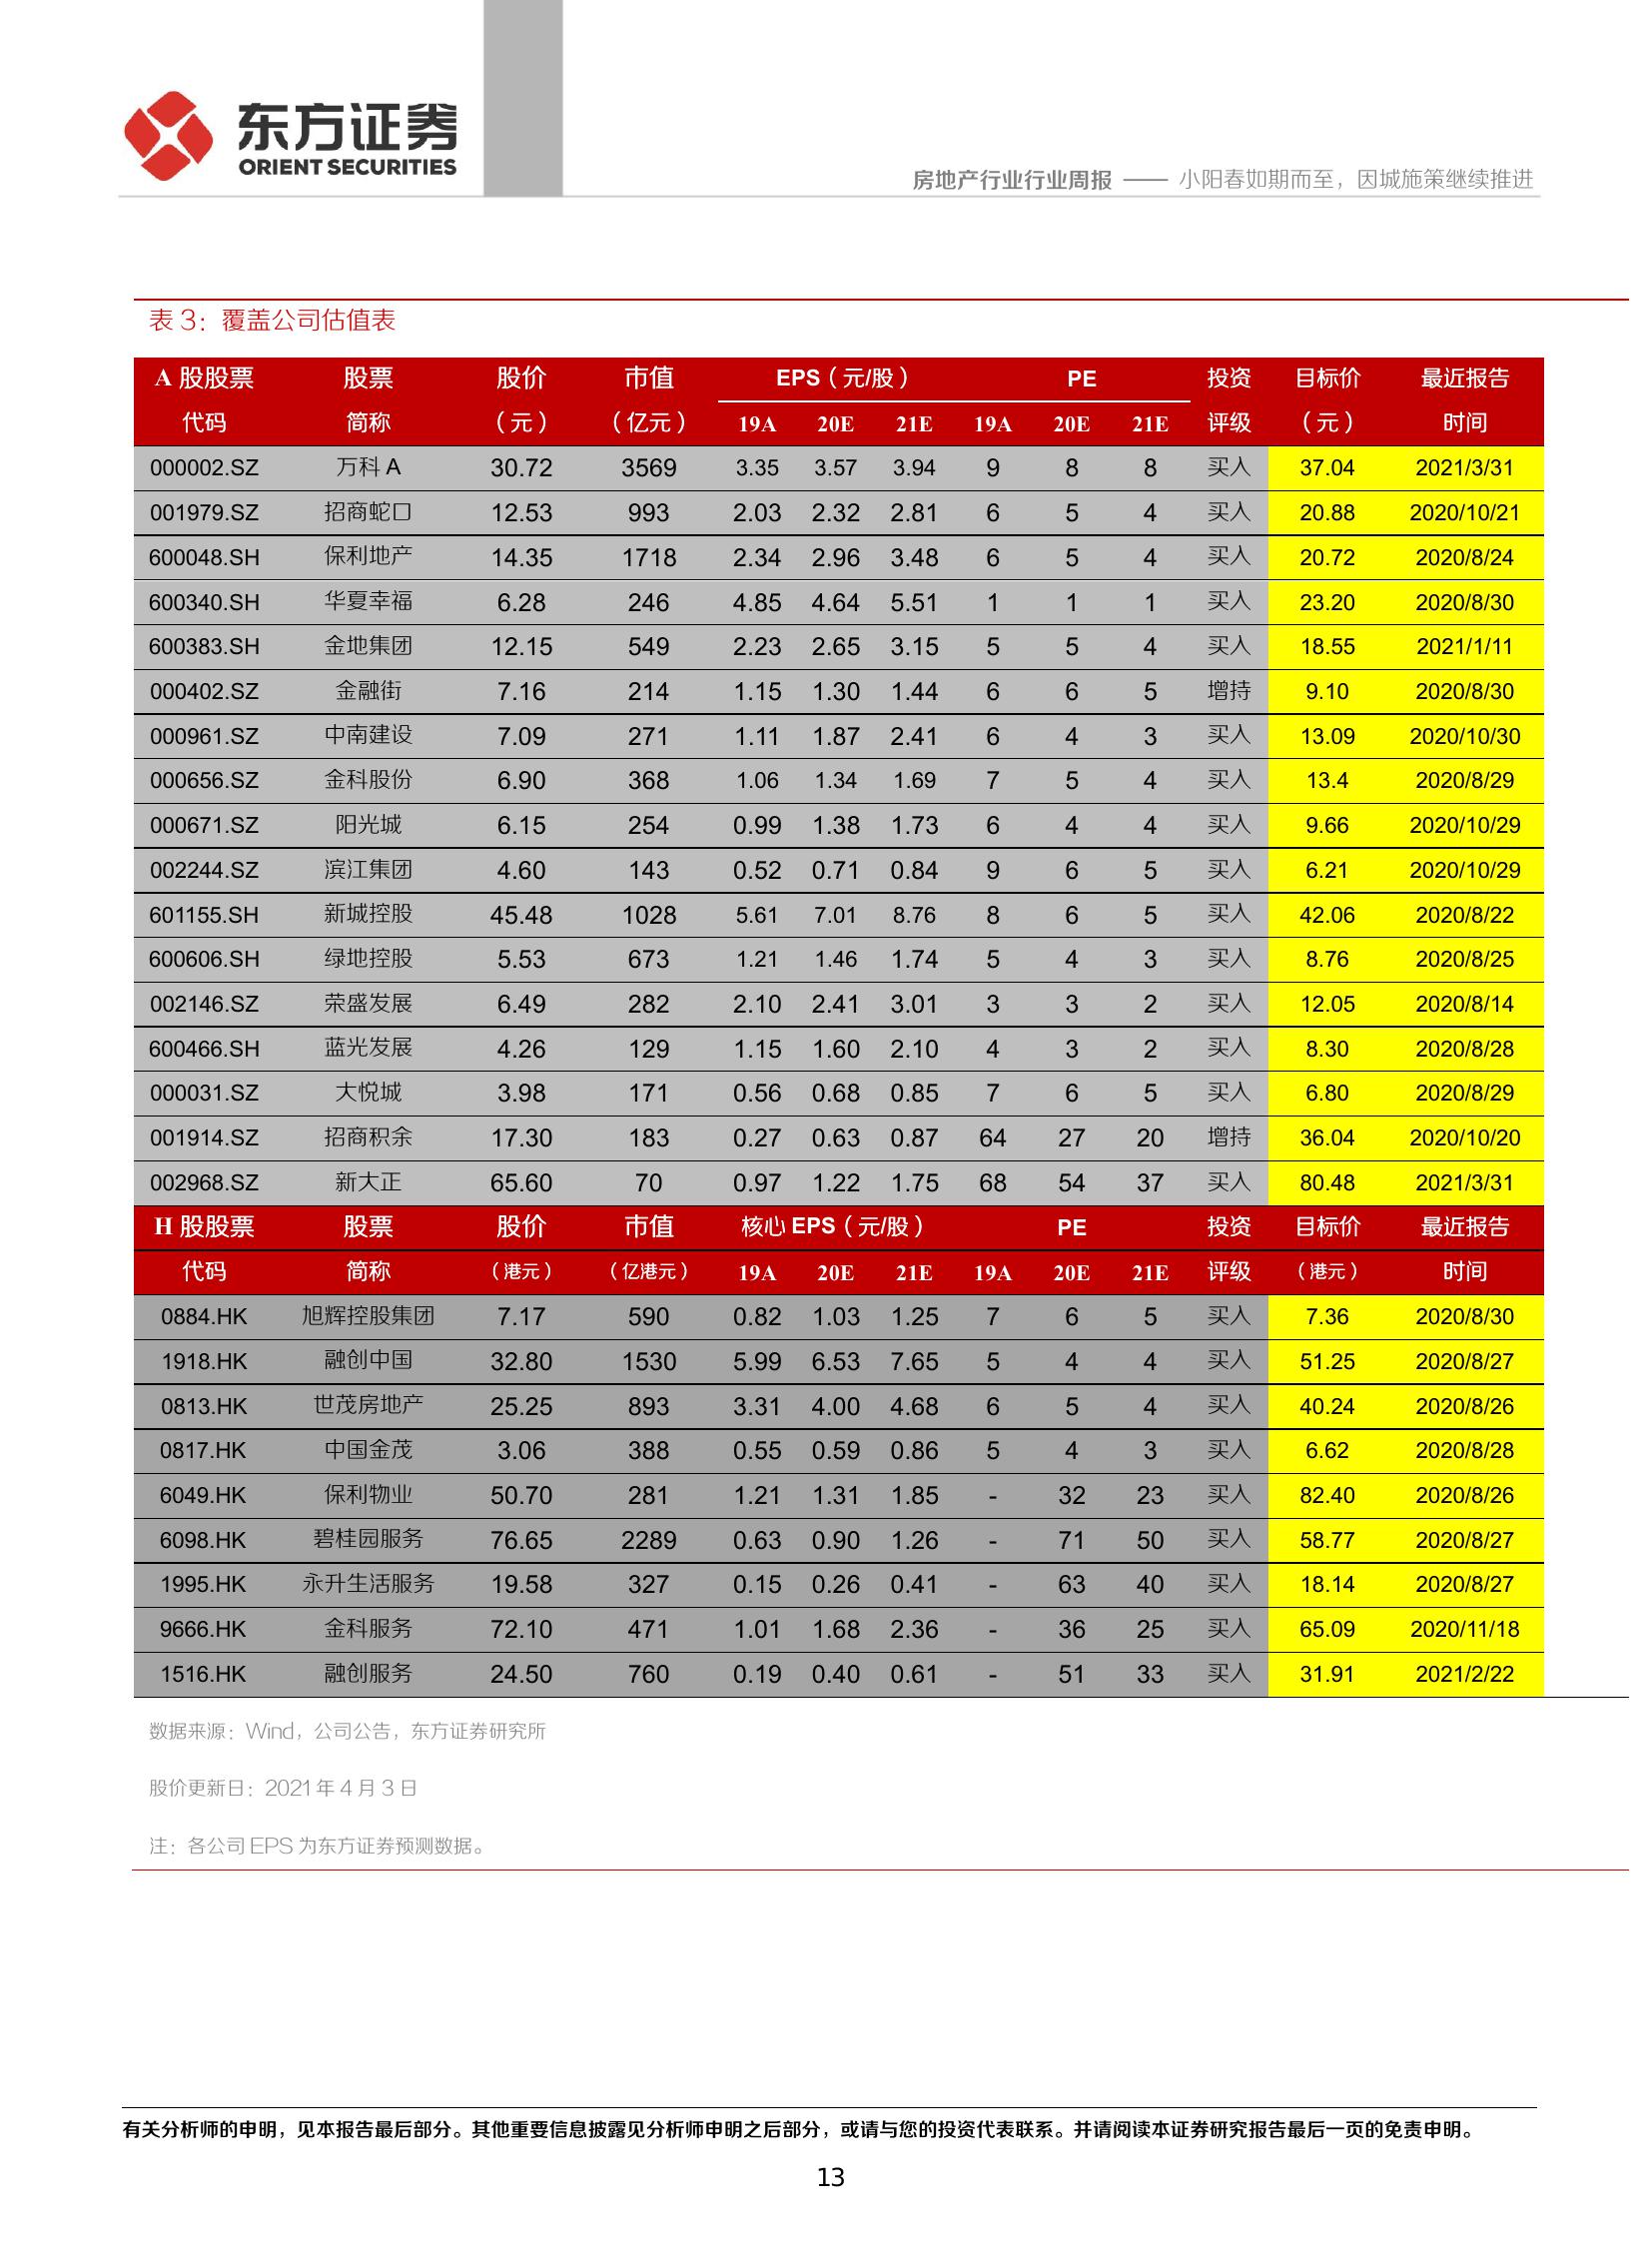 东方证券
ORIENT SECURITIES
房地产行业行业周报 —— 小阳春如期而至，因城施策继续推进
表 3：覆盖公司估值表
A 股股票 股票 股价 市值 EPS（元/股） PE 投资 目标价 最近报告
代码 简称 （元） （亿元） 19A 20E 21E 19A 20E 21E 评级 （元） 时间
000002.SZ 万科 A 30.72 3569 3.35 3.57 3.94 9 8 8 买入 37.04 2021/3/31
001979.SZ 招商蛇口 12.53 993 2.03 2.32 2.81 6 5 4 买入 20.88 2020/10/21
600048.SH 保利地产 14.35 1718 2.34 2.96 3.48 6 5 4 买入 20.72 2020/8/24
600340.SH 华夏幸福 6.28 246 4.85 4.64 5.51 1 1 1 买入 23.20 2020/8/30
600383.SH 金地集团 12.15 549 2.23 2.65 3.15 5 5 4 买入 18.55 2021/1/11
000402.SZ 金融街 7.16 214 1.15 1.30 1.44 6 6 5 增持 9.10 2020/8/30
000961.SZ 中南建设 7.09 271 1.11 1.87 2.41 6 4 3 买入 13.09 2020/10/30
000656.SZ 金科股份 6.90 368 1.06 1.34 1.69 7 5 4 买入 13.4 2020/8/29
000671.SZ 阳光城 6.15 254 0.99 1.38 1.73 6 4 4 买入 9.66 2020/10/29
002244.SZ 滨江集团 4.60 143 0.52 0.71 0.84 9 6 5 买入 6.21 2020/10/29
601155.SH 新城控股 45.48 1028 5.61 7.01 8.76 8 6 5 买入 42.06 2020/8/22
600606.SH 绿地控股 5.53 673 1.21 1.46 1.74 5 4 3 买入 8.76 2020/8/25
002146.SZ 荣盛发展 6.49 282 2.10 2.41 3.01 3 3 2 买入 12.05 2020/8/14
600466.SH 蓝光发展 4.26 129 1.15 1.60 2.10 4 3 2 买入 8.30 2020/8/28
000031.SZ 大悦城 3.98 171 0.56 0.68 0.85 7 6 5 买入 6.80 2020/8/29
001914.SZ 招商积余 17.30 183 0.27 0.63 0.87 64 27 20 增持 36.04 2020/10/20
002968.SZ 新大正 65.60 70 0.97 1.22 1.75 68 54 37 买入 80.48 2021/3/31
H 股股票 股票 股价 市值 核心 EPS（元/股） PE 投资 目标价 最近报告
代码 简称 （港元） （亿港元） 19A 20E 21E 19A 20E 21E 评级 （港元） 时间
0884.HK 旭辉控股集团 7.17 590 0.82 1.03 1.25 7 6 5 买入 7.36 2020/8/30
1918.HK 融创中国 32.80 1530 5.99 6.53 7.65 5 4 4 买入 51.25 2020/8/27
0813.HK 世茂房地产 25.25 893 3.31 4.00 4.68 6 5 4 买入 40.24 2020/8/26
0817.HK 中国金茂 3.06 388 0.55 0.59 0.86 5 4 3 买入 6.62 2020/8/28
6049.HK 保利物业 50.70 281 1.21 1.31 1.85 - 32 23 买入 82.40 2020/8/26
6098.HK 碧桂园服务 76.65 2289 0.63 0.90 1.26 - 71 50 买入 58.77 2020/8/27
1995.HK 永升生活服务 19.58 327 0.15 0.26 0.41 - 63 40 买入 18.14 2020/8/27
9666.HK 金科服务 72.10 471 1.01 1.68 2.36 - 36 25 买入 65.09 2020/11/18
1516.HK 融创服务 24.50 760 0.19 0.40 0.61 - 51 33 买入 31.91 2021/2/22
数据来源：Wind，公司公告，东方证券研究所
股价更新日：2021 年 4 月 3 日
注：各公司 EPS 为东方证券预测数据。
有关分析师的申明，见本报告最后部分。其他重要信息披露见分析师申明之后部分，或请与您的投资代表联系。并请阅读本证券研究报告最后一页的免责申明。
13